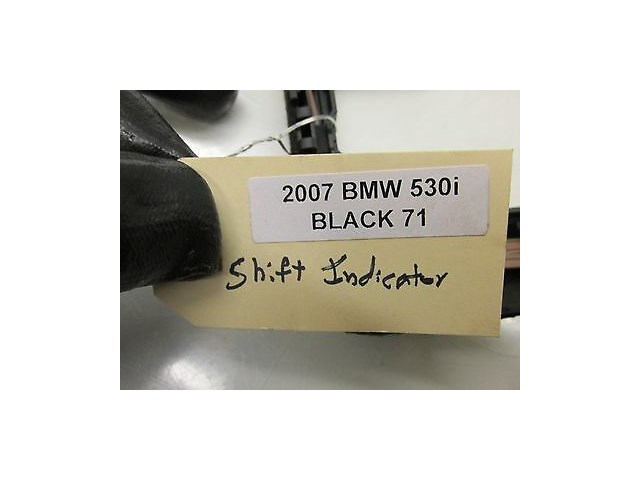 2007 BMW 530i
BLACK 71
Shift Indicator